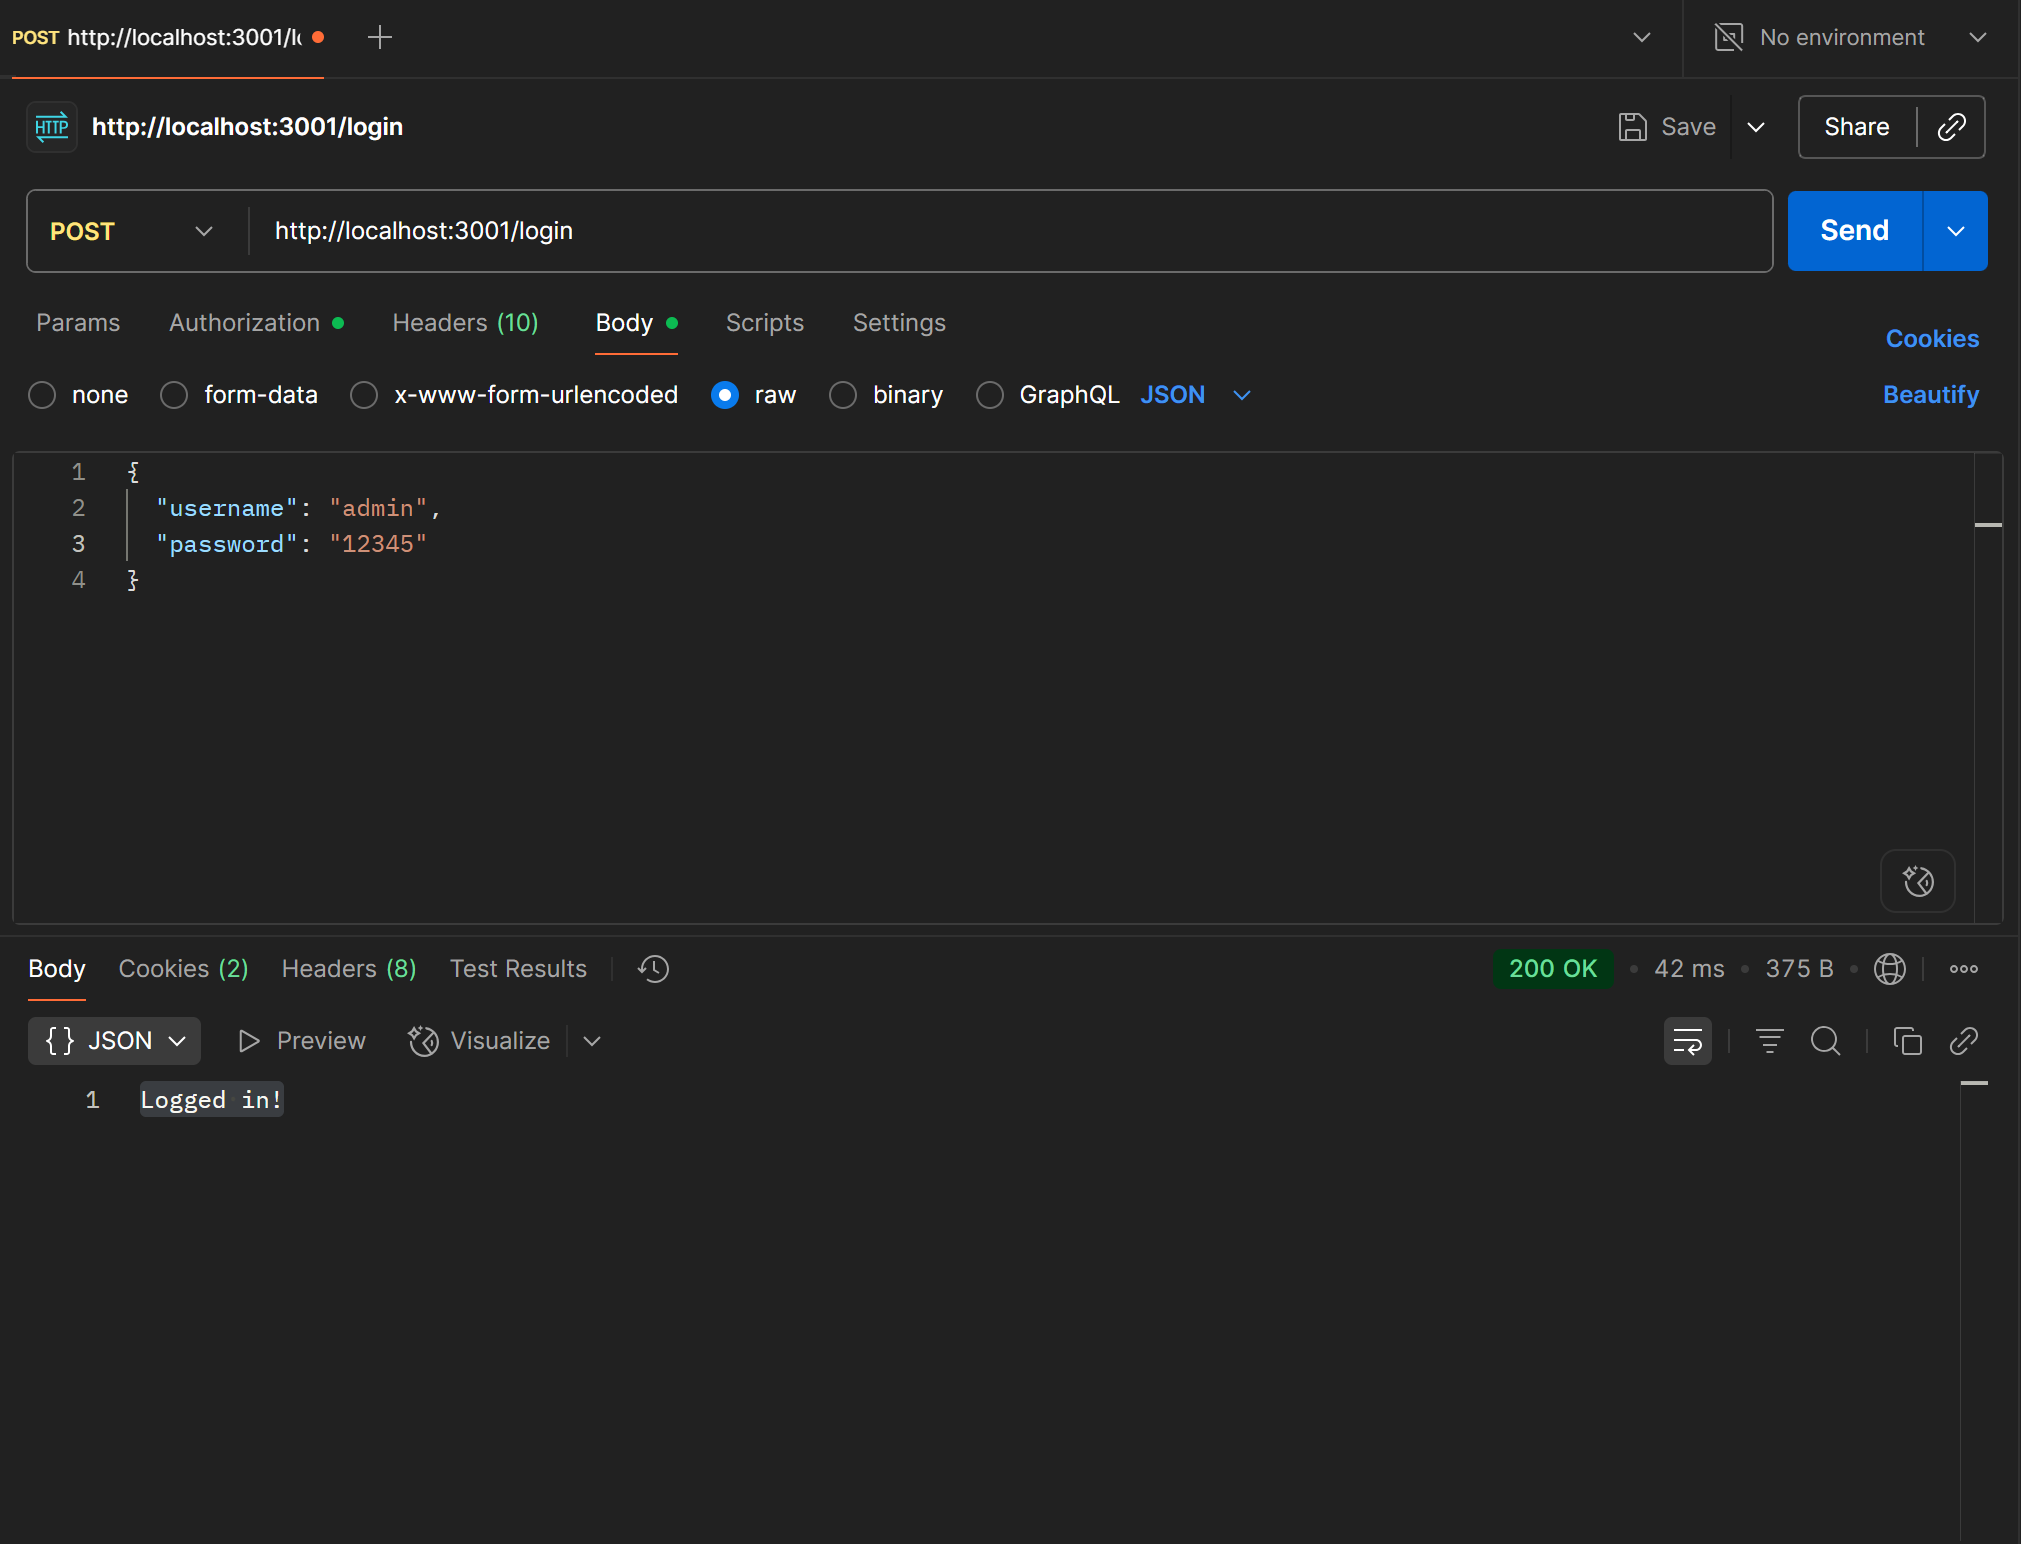 POST http://localhost:3001/l
No environment
HTTP http://localhost:3001/login
Save
Share
POST http://localhost:3001/login
Send
Params Authorization Headers (10) Body Scripts Settings
Cookies
none form-data x-www-form-urlencoded raw binary GraphQL JSON
Beautify
1 {
2 "username": "admin",
3 "password": "12345"
4 }
Body Cookies (2) Headers (8) Test Results
200 OK • 42 ms • 375 B •
{} JSON Preview Visualize
1 Logged in!